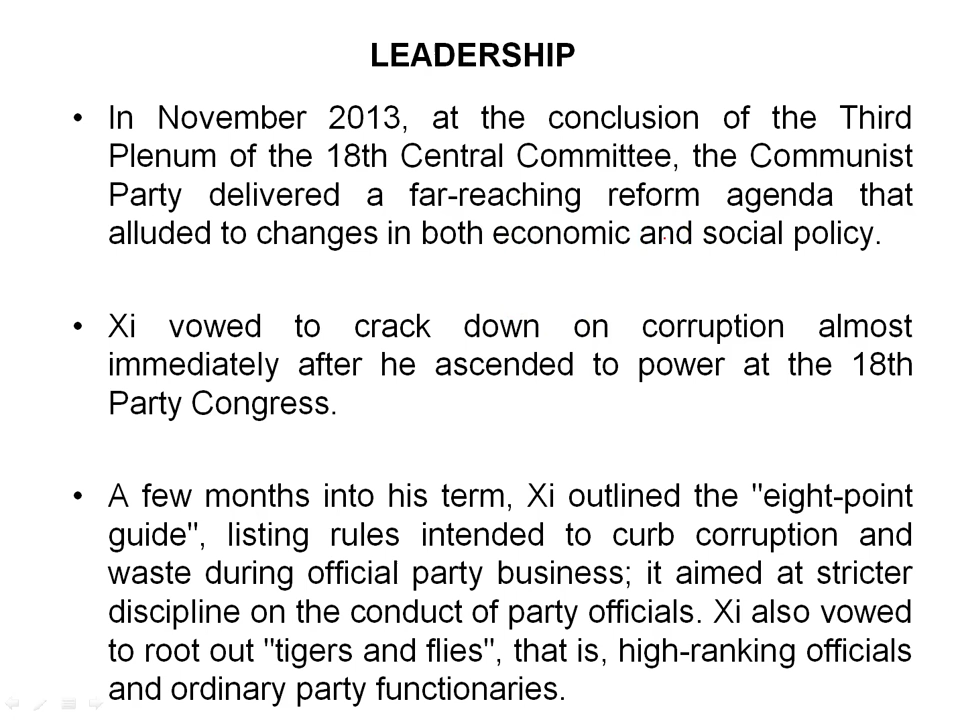 LEADERSHIP
• In November 2013, at the conclusion of the Third
Plenum of the 18th Central Committee, the Communist
Party delivered a far-reaching reform agenda that
alluded to changes in both economic and social policy.
• Xi vowed to crack down on corruption almost
immediately after he ascended to power at the 18th
Party Congress.
• A few months into his term, Xi outlined the "eight-point
guide", listing rules intended to curb corruption and
waste during official party business; it aimed at stricter
discipline on the conduct of party officials. Xi also vowed
to root out "tigers and flies", that is, high-ranking officials
and ordinary party functionaries.